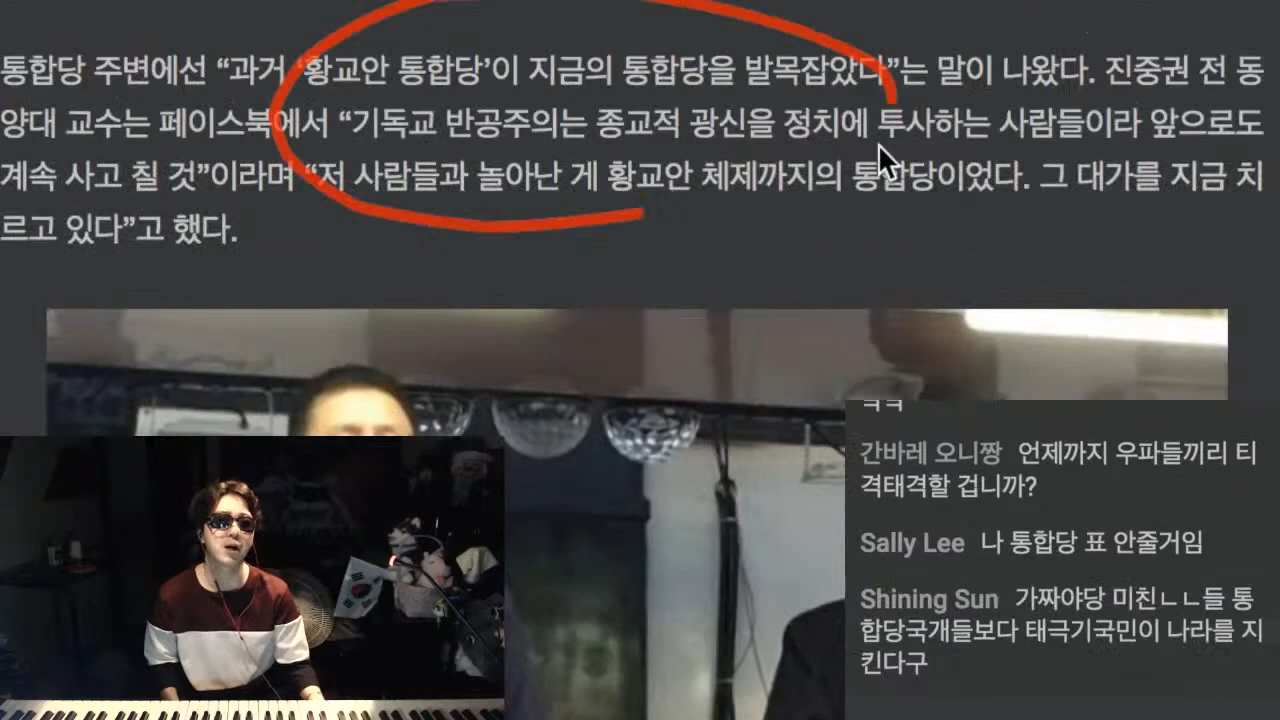 통합당 주변에선 “과거 ‘황교안 통합당’이 지금의 통합당을 발목잡았다”는 말이 나왔다. 진중권 전 동
양대 교수는 페이스북에서 “기독교 반공주의는 종교적 광신을 정치에 투사하는 사람들이라 앞으로도
계속 사고 칠 것”이라며 “저 사람들과 놀아난 게 황교안 체제까지의 통합당이었다. 그 대가를 지금 치
르고 있다”고 했다.
간바레 오니짱 언제까지 우파들끼리 티
격태격할 겁니까?
Sally Lee 나 통합당 표 안줄거임
Shining Sun 가짜야당 미친ㄴㄴ들 통
합당국개들보다 태극기국민이 나라를 지
킨다구